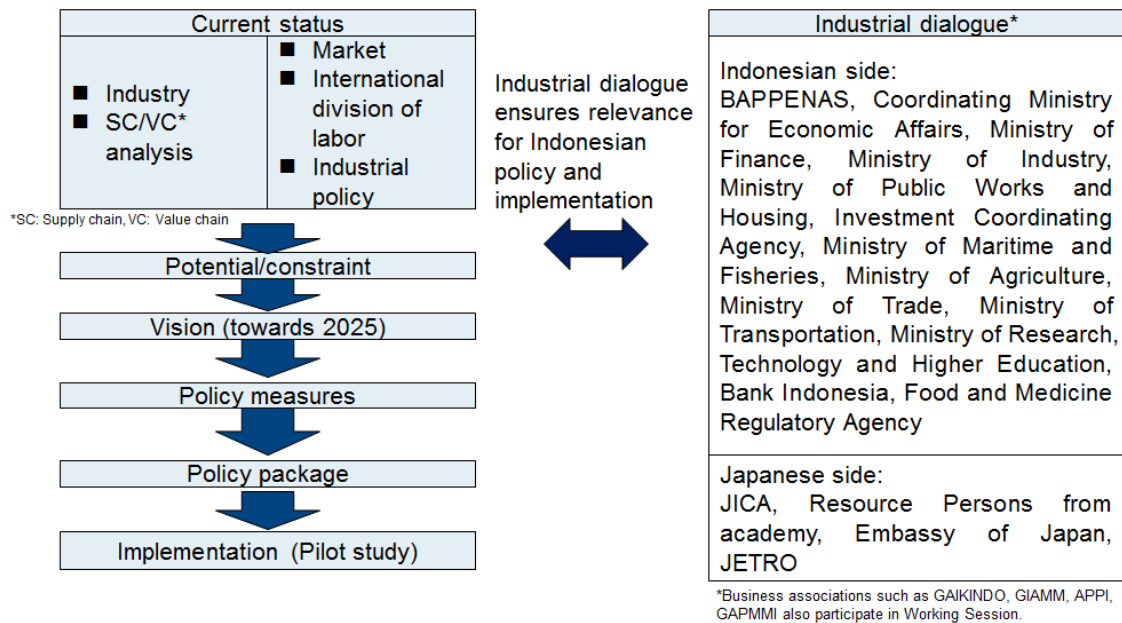 Current status
■ Industry
■ SC/VC*
analysis
■ Market
■ International
division of
labor
■ Industrial
policy
*SC: Supply chain, VC: Value chain
Potential/constraint
Vision (towards 2025)
Policy measures
Policy package
Implementation (Pilot study)
Industrial dialogue
ensures relevance
for Indonesian
policy and
implementation
Industrial dialogue*
Indonesian side:
BAPPENAS, Coordinating Ministry
for Economic Affairs, Ministry of
Finance, Ministry of Industry,
Ministry of Public Works and
Housing, Investment Coordinating
Agency, Ministry of Maritime and
Fisheries, Ministry of Agriculture,
Ministry of Trade, Ministry of
Transportation, Ministry of Research,
Technology and Higher Education,
Bank Indonesia, Food and Medicine
Regulatory Agency
Japanese side:
JICA, Resource Persons from
academy, Embassy of Japan,
JETRO
*Business associations such as GAIKINDO, GIAMM, APPI,
GAPMMI also participate in Working Session.